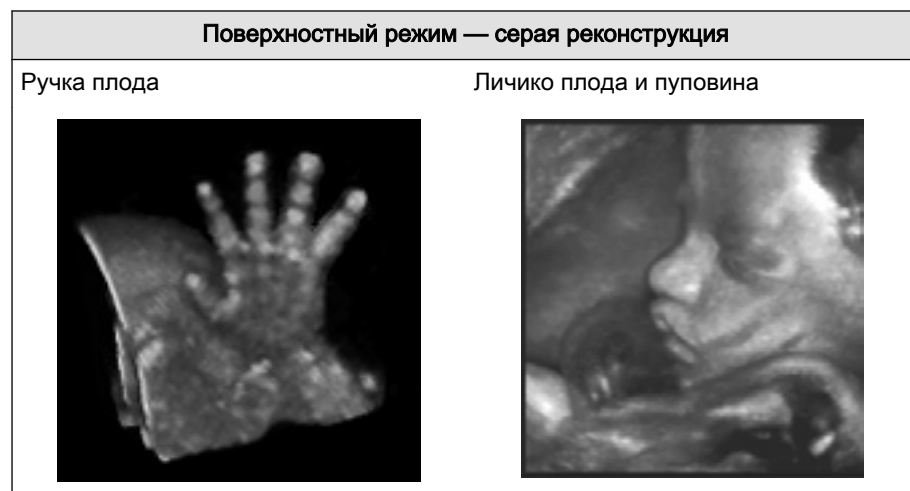 Поверхностный режим — серая реконструкция
Ручка плода
Личико плода и пуповина